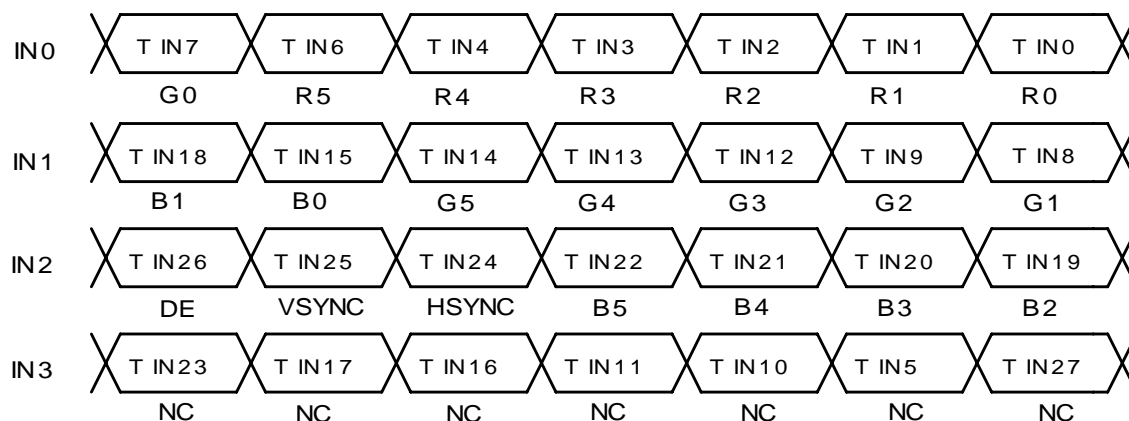 IN0 T IN7 T IN6 T IN4 T IN3 T IN2 T IN1 T IN0
G0 R5 R4 R3 R2 R1 R0
IN1 T IN18 T IN15 T IN14 T IN13 T IN12 T IN9 T IN8
B1 B0 G5 G4 G3 G2 G1
IN2 T IN26 T IN25 T IN24 T IN22 T IN21 T IN20 T IN19
DE VSYNC HSYNC B5 B4 B3 B2
IN3 T IN23 T IN17 T IN16 T IN11 T IN10 T IN5 T IN27
NC NC NC NC NC NC NC